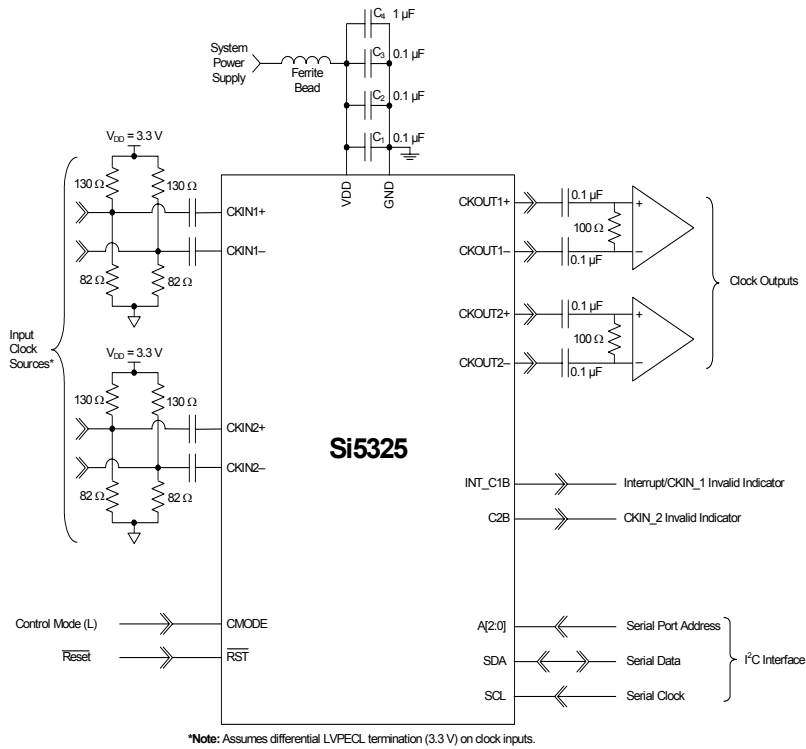 C4 1 µF
System
Power
Supply
Ferrite
Bead
C3 0.1 µF
C2 0.1 µF
C1 0.1 µF
VDD
GND
VDD = 3.3 V
130 Ω
130 Ω
82 Ω
82 Ω
CKIN1+
CKIN1–
Input
Clock
Sources*
VDD = 3.3 V
130 Ω
130 Ω
82 Ω
82 Ω
CKIN2+
CKIN2–
Si5325
CKOUT1+
0.1 µF
100 Ω
+
–
CKOUT1–
0.1 µF
CKOUT2+
0.1 µF
100 Ω
+
–
CKOUT2–
0.1 µF
Clock Outputs
INT_C1B
Interrupt/CKIN_1 Invalid Indicator
C2B
CKIN_2 Invalid Indicator
Control Mode (L)
CMODE
Reset
RST
A[2:0]
Serial Port Address
SDA
Serial Data
SCL
Serial Clock
I²C Interface
*Note: Assumes differential LVPECL termination (3.3 V) on clock inputs.